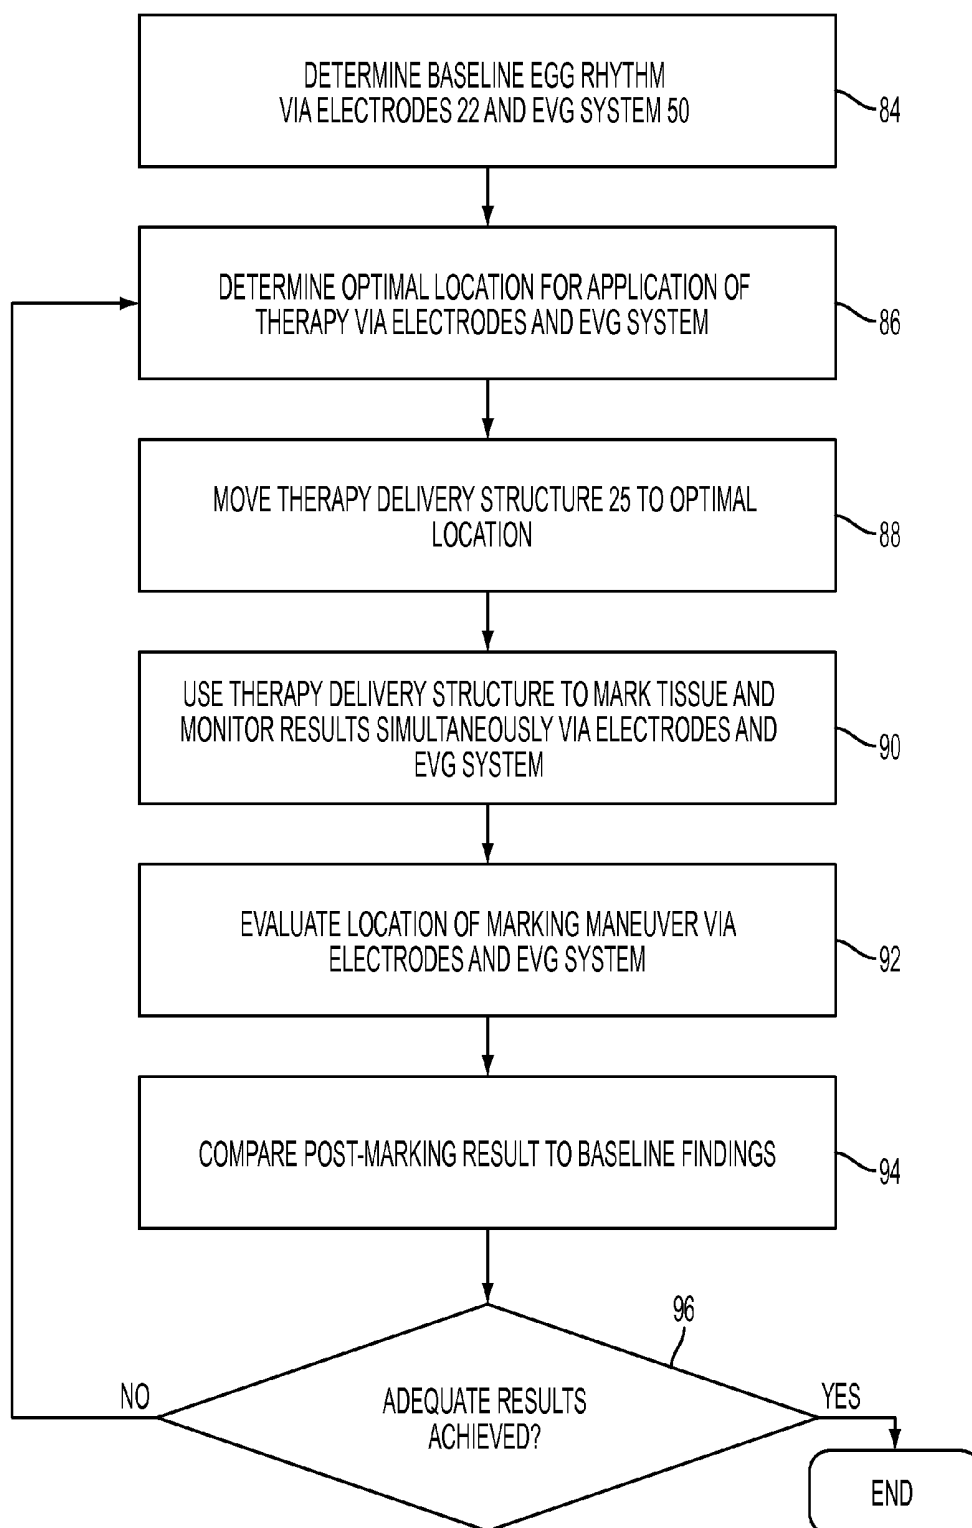 DETERMINE BASELINE EGG RHYTHM
VIA ELECTRODES 22 AND EVG SYSTEM 50
84
DETERMINE OPTIMAL LOCATION FOR APPLICATION OF
THERAPY VIA ELECTRODES AND EVG SYSTEM
86
MOVE THERAPY DELIVERY STRUCTURE 25 TO OPTIMAL
LOCATION
88
USE THERAPY DELIVERY STRUCTURE TO MARK TISSUE AND
MONITOR RESULTS SIMULTANEOUSLY VIA ELECTRODES AND
EVG SYSTEM
90
EVALUATE LOCATION OF MARKING MANEUVER VIA
ELECTRODES AND EVG SYSTEM
92
COMPARE POST-MARKING RESULT TO BASELINE FINDINGS
94
96
NO
ADEQUATE RESULTS
ACHIEVED?
YES
END